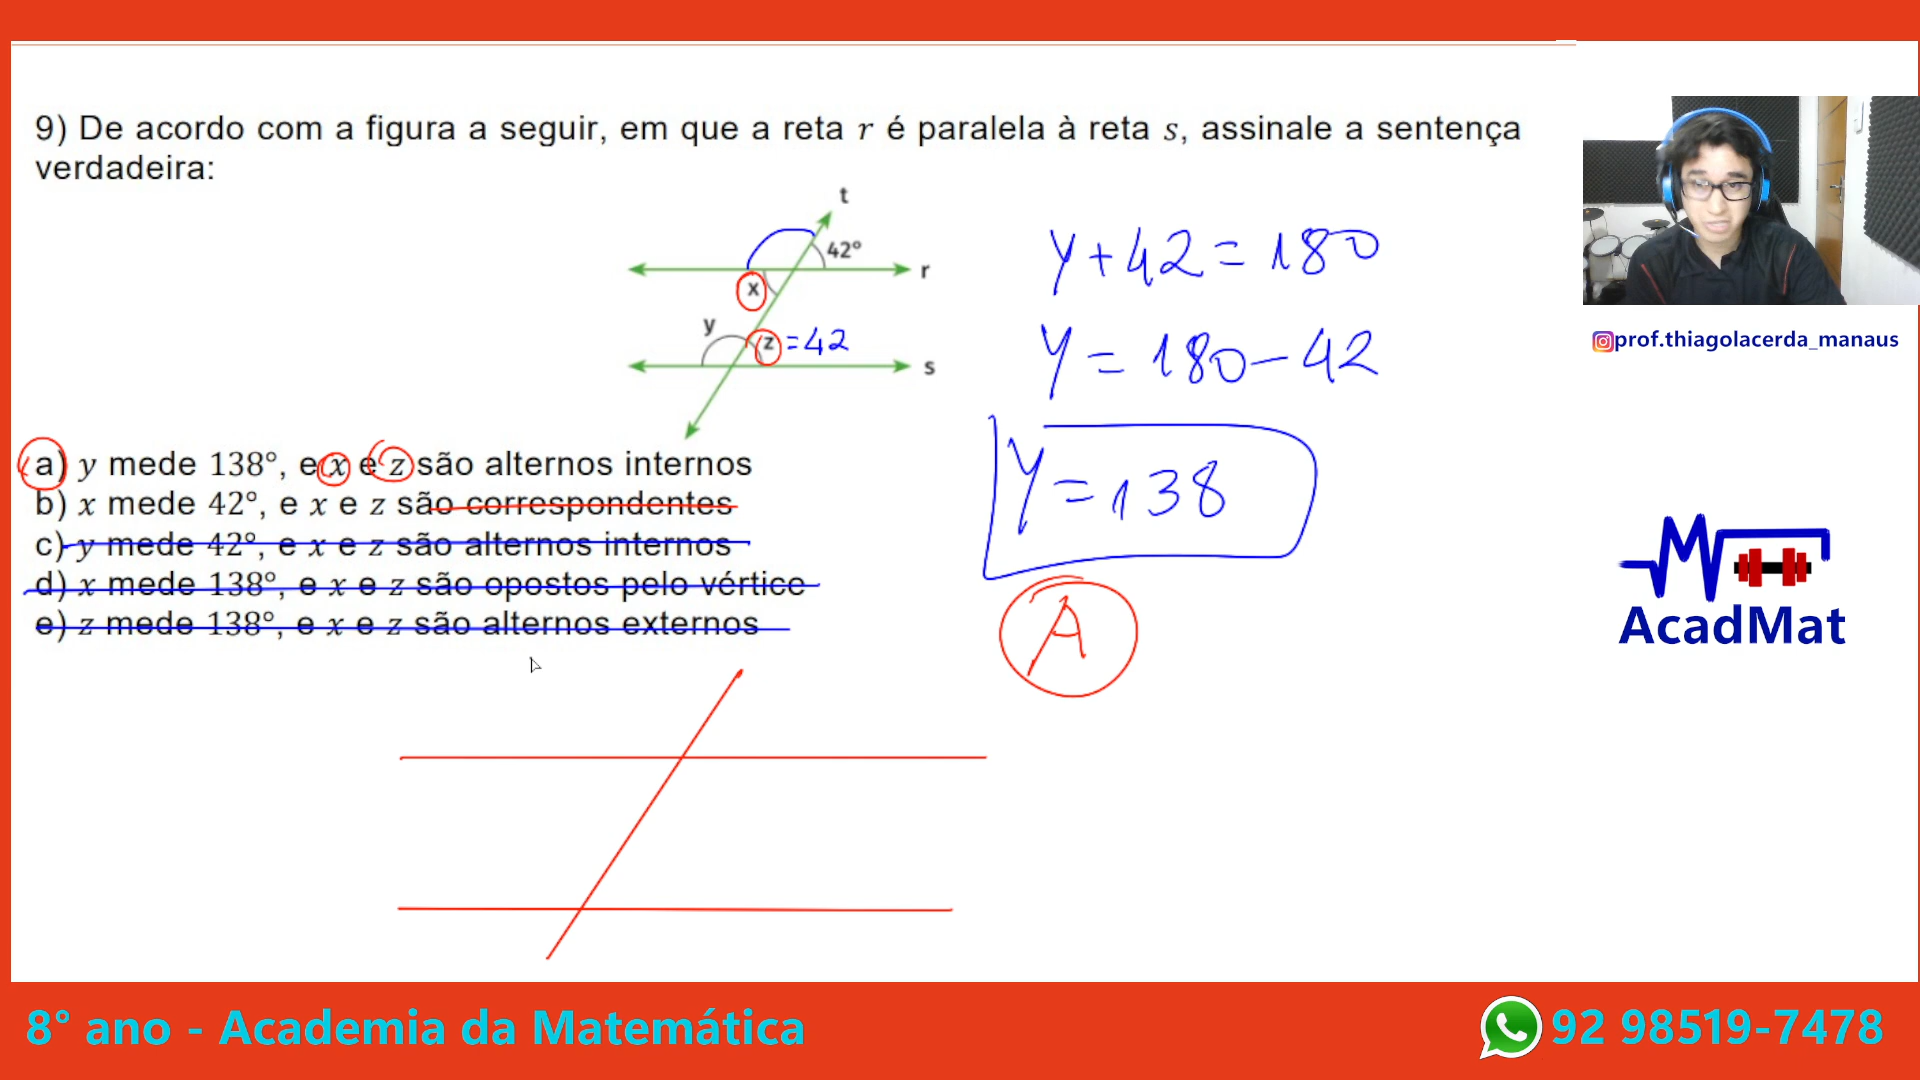 9) De acordo com a figura a seguir, em que a reta r é paralela à reta s, assinale a sentença
verdadeira:
t
42°
r
x
y
z = 42
s
y + 42 = 180
y = 180 - 42
y = 138
A
a) y mede 138°, e x e z são alternos internos
b) x mede 42°, e x e z são correspondentes
c) y mede 42°, e x e z são alternos internos
d) x mede 138°, e x e z são opostos pelo vértice
e) z mede 138°, e x e z são alternos externos
prof.thiagolacerda_manaus
AcadMat
8° ano - Academia da Matemática
92 98519-7478